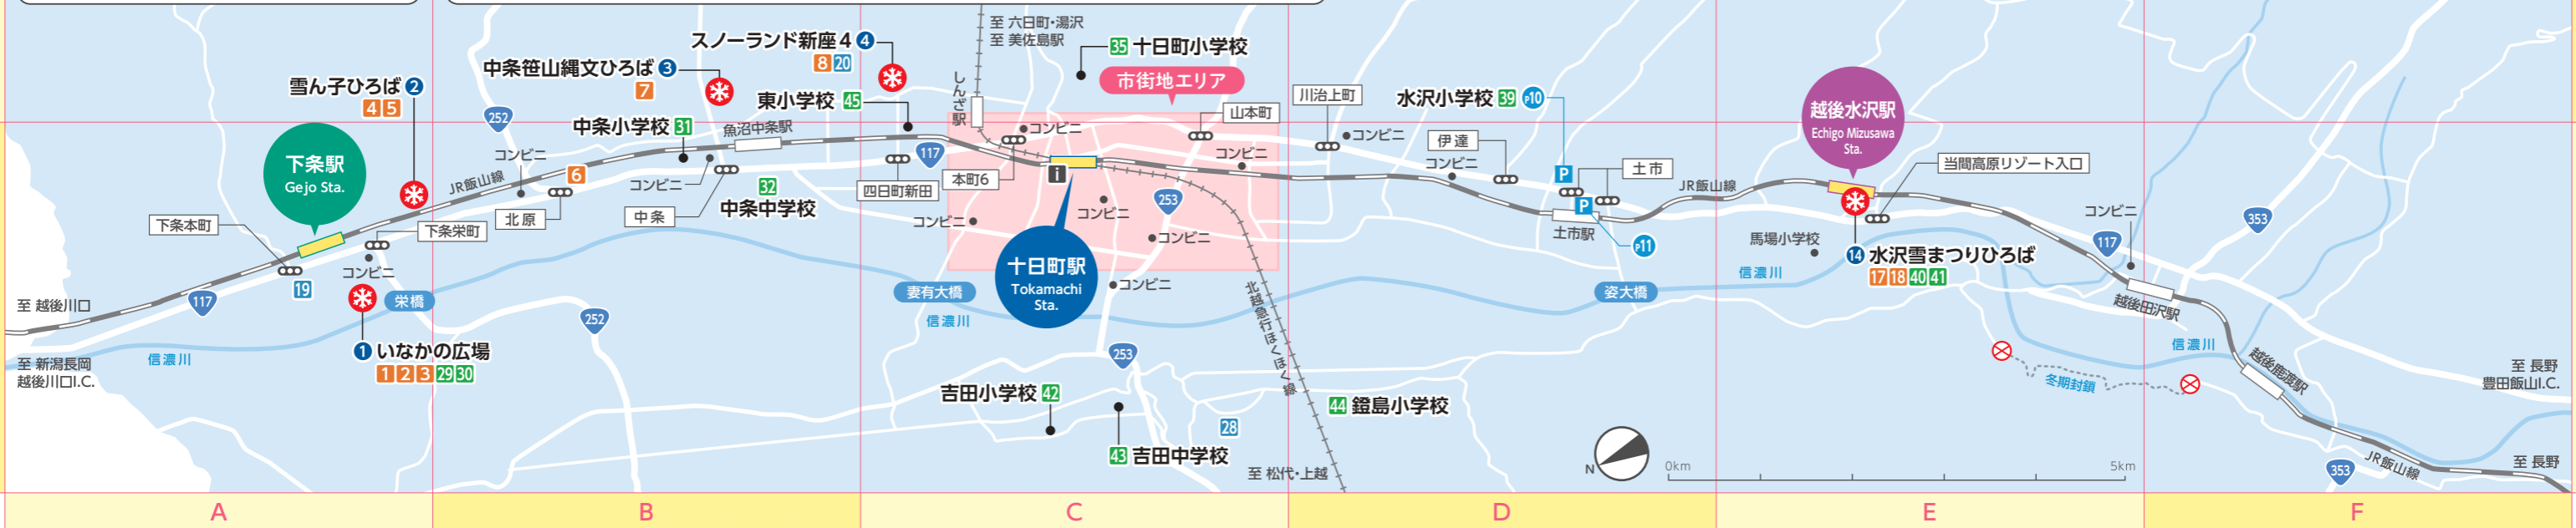 至 六日町・湯沢
至 美佐島駅
しんざ駅
スノーランド新座4 4
8 20
中条笹山縄文ひろば 3
7
雪ん子ひろば 2
4 5
35 十日町小学校
市街地エリア
東小学校 45
中条小学校 31
魚沼中条駅
252
コンビニ
山本町
川治上町
コンビニ
水沢小学校 39 P10
伊達
コンビニ
土市
P
P
土市駅
P11
越後水沢駅
Echigo Mizusawa
Sta.
当間高原リゾート入口
下条駅
Gejo Sta.
JR飯山線
コンビニ
6
北原
コンビニ
中条
32
中条中学校
四日町新田
117
本町6
i
コンビニ
コンビニ
253
コンビニ
コンビニ
コンビニ
十日町駅
Tokamachi
Sta.
下条本町
下条栄町
コンビニ
19
117
栄橋
至 越後川口
至 新潟長岡
越後川口I.C.
信濃川
1 いなかの広場
1 2 3 29 30
252
妻有大橋
信濃川
北越急行ほくほく線
253
吉田小学校 42
43 吉田中学校
28
44 鐙島小学校
至 松代・上越
姿大橋
JR飯山線
馬場小学校
信濃川
14 水沢雪まつりひろば
17 18 40 41
コンビニ
117
353
越後田沢駅
信濃川
冬期封鎖
越後鹿渡駅
至 長野
豊田飯山I.C.
至 長野
JR飯山線
353
N
0km
5km
A
B
C
D
E
F